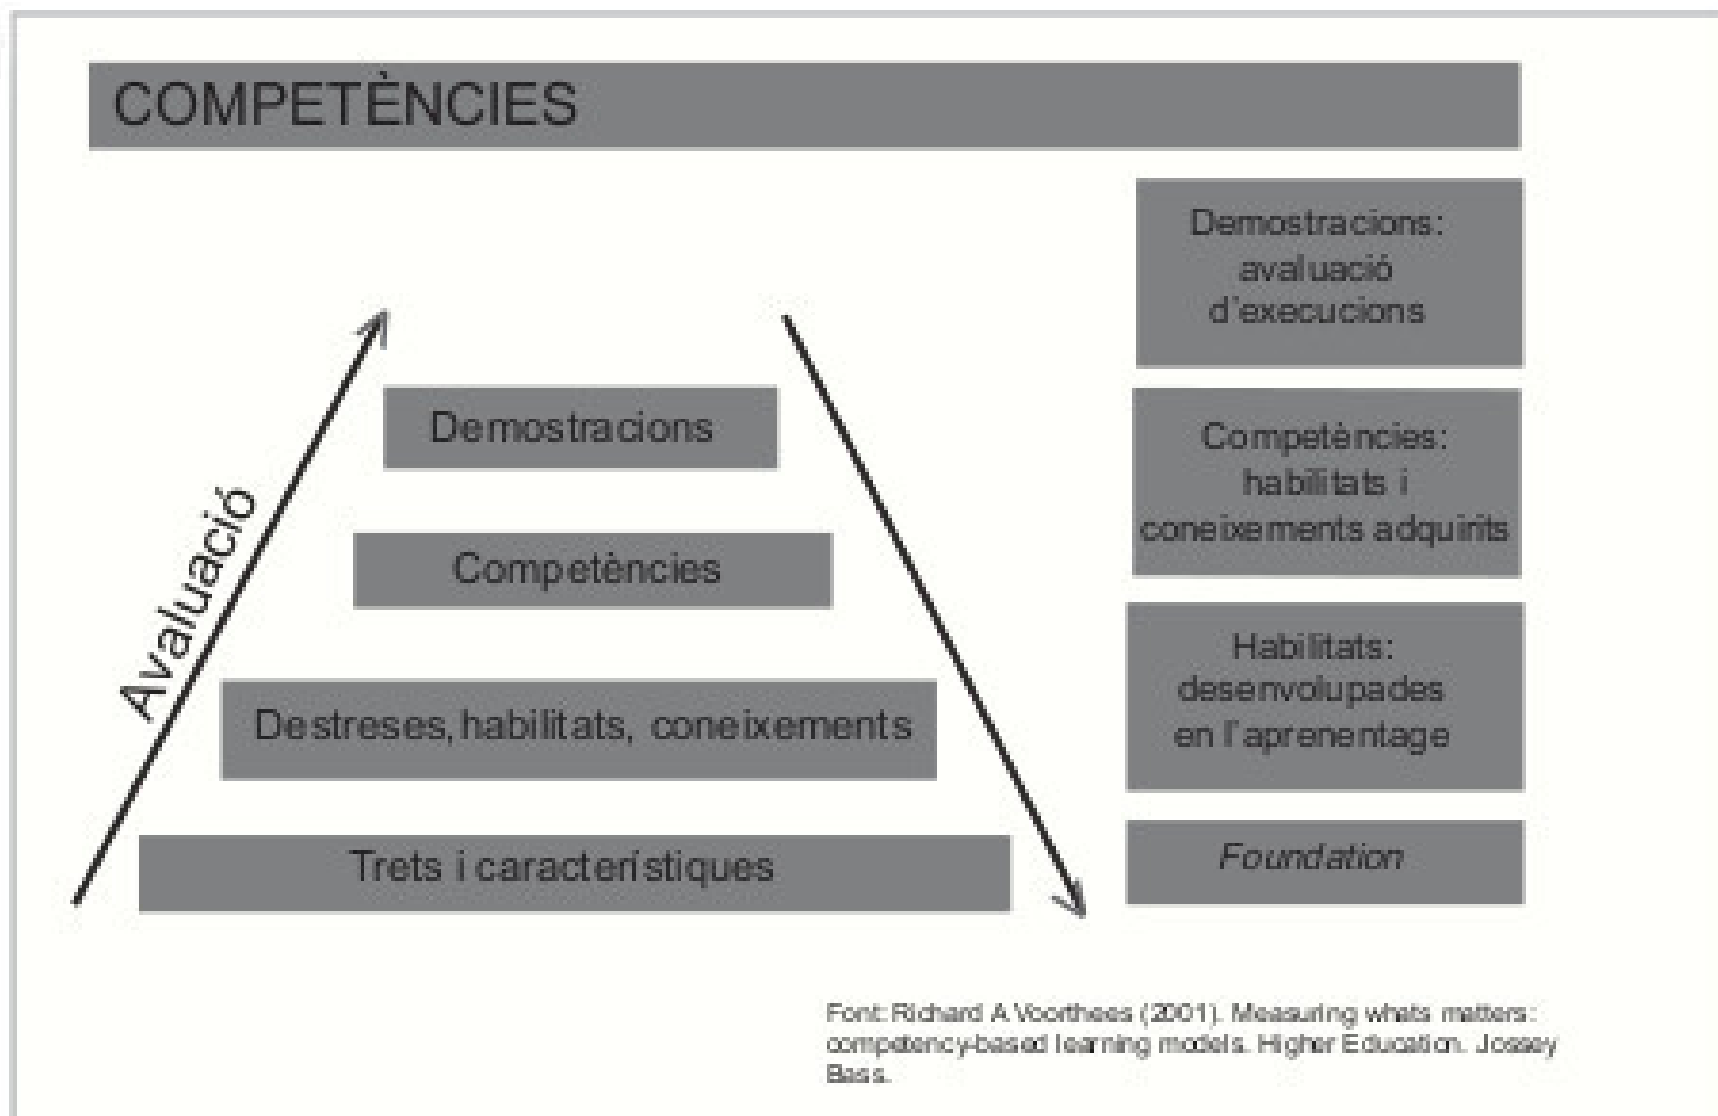 COMPETÈNCIES
Avaluació
Demostracions
Competències
Destreses, habilitats, coneixements
Trets i característiques
Demostracions:
avaluació
d'execucions
Competències:
habilitats i
coneixements adquirits
Habilitats:
desenvolupades
en l'aprenentage
Foundation
Font: Richard A Voorthees (2001). Measuring whats matters:
competency-based learning models. Higher Education. Jossey
Bass.